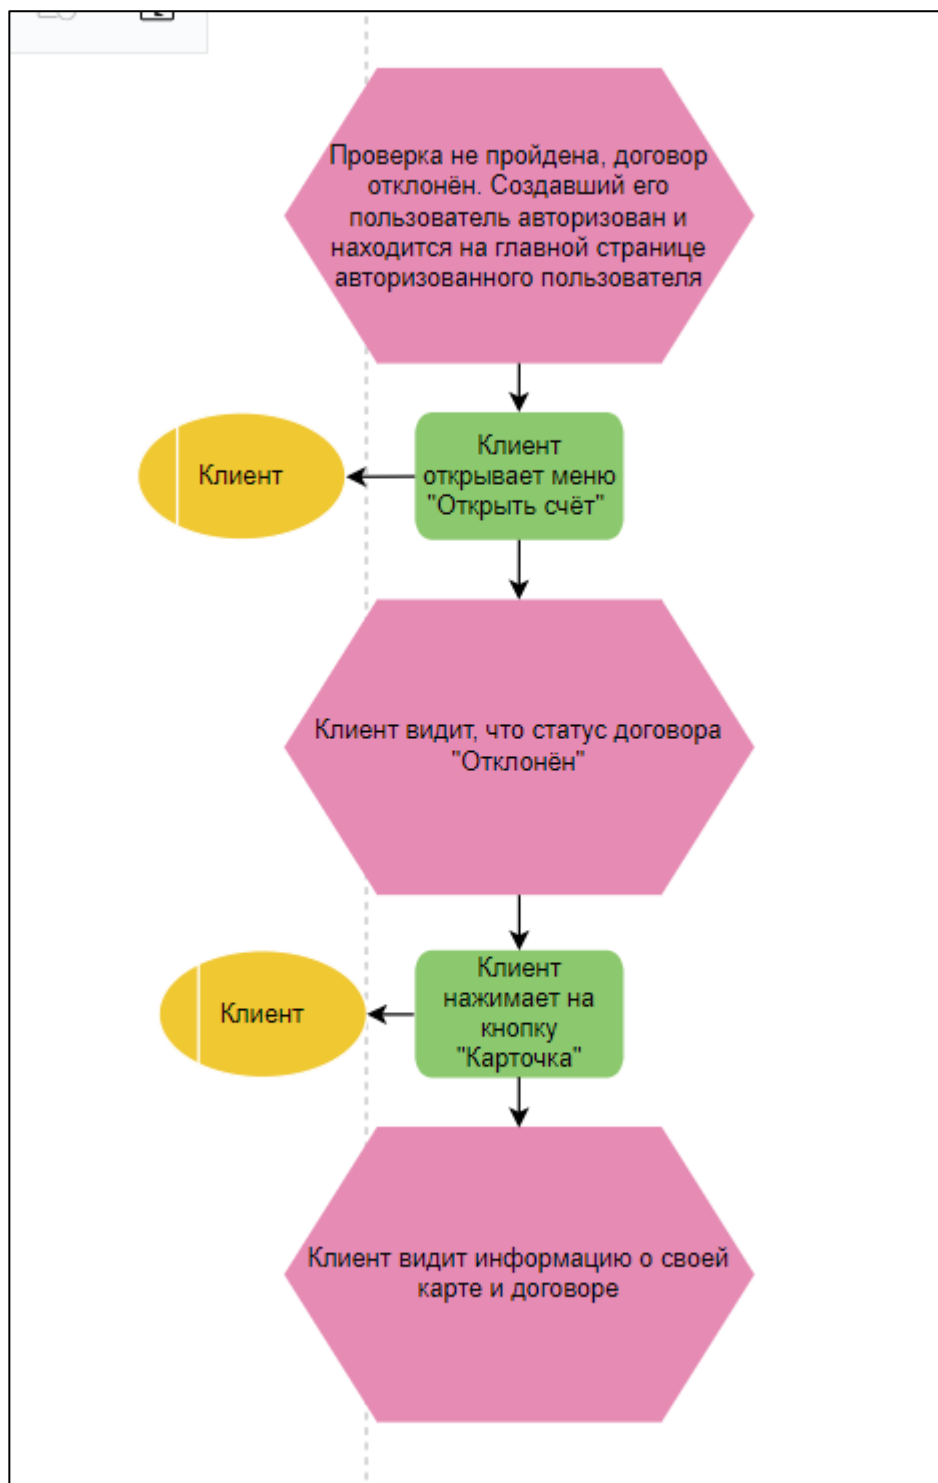 Проверка не пройдена, договор
отклонён. Создавший его
пользователь авторизован и
находится на главной странице
авторизованного пользователя
Клиент
Клиент
открывает меню
"Открыть счёт"
Клиент видит, что статус договора
"Отклонён"
Клиент
Клиент
нажимает на
кнопку
"Карточка"
Клиент видит информацию о своей
карте и договоре